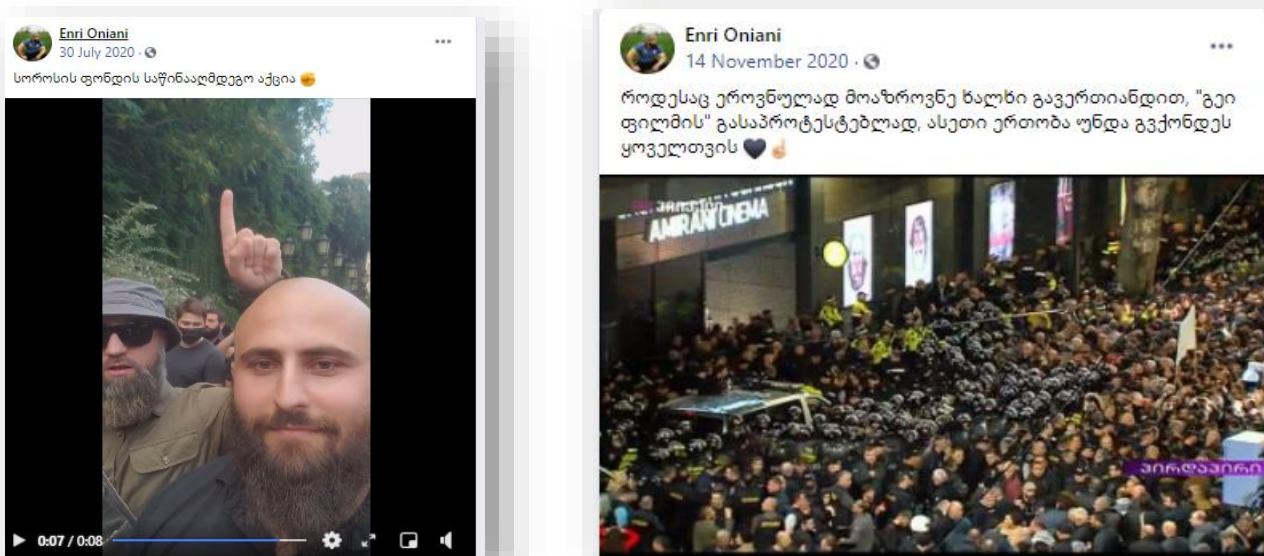 Enri Oniani
30 July 2020
სოროსის ფონდის საწინააღმდეგო აქცია ✊
0:07 / 0:08
Enri Oniani
14 November 2020
როდესაც ეროვნულად მოაზროვნე ხალხი გავერთიანდით, "გეი
ფილმის" გასაპროტესტებლად, ასეთი ერთობა უნდა გვქონდეს
ყოველთვის 🖤☝🏻
AMIRANI CINEMA
პირდაპირი